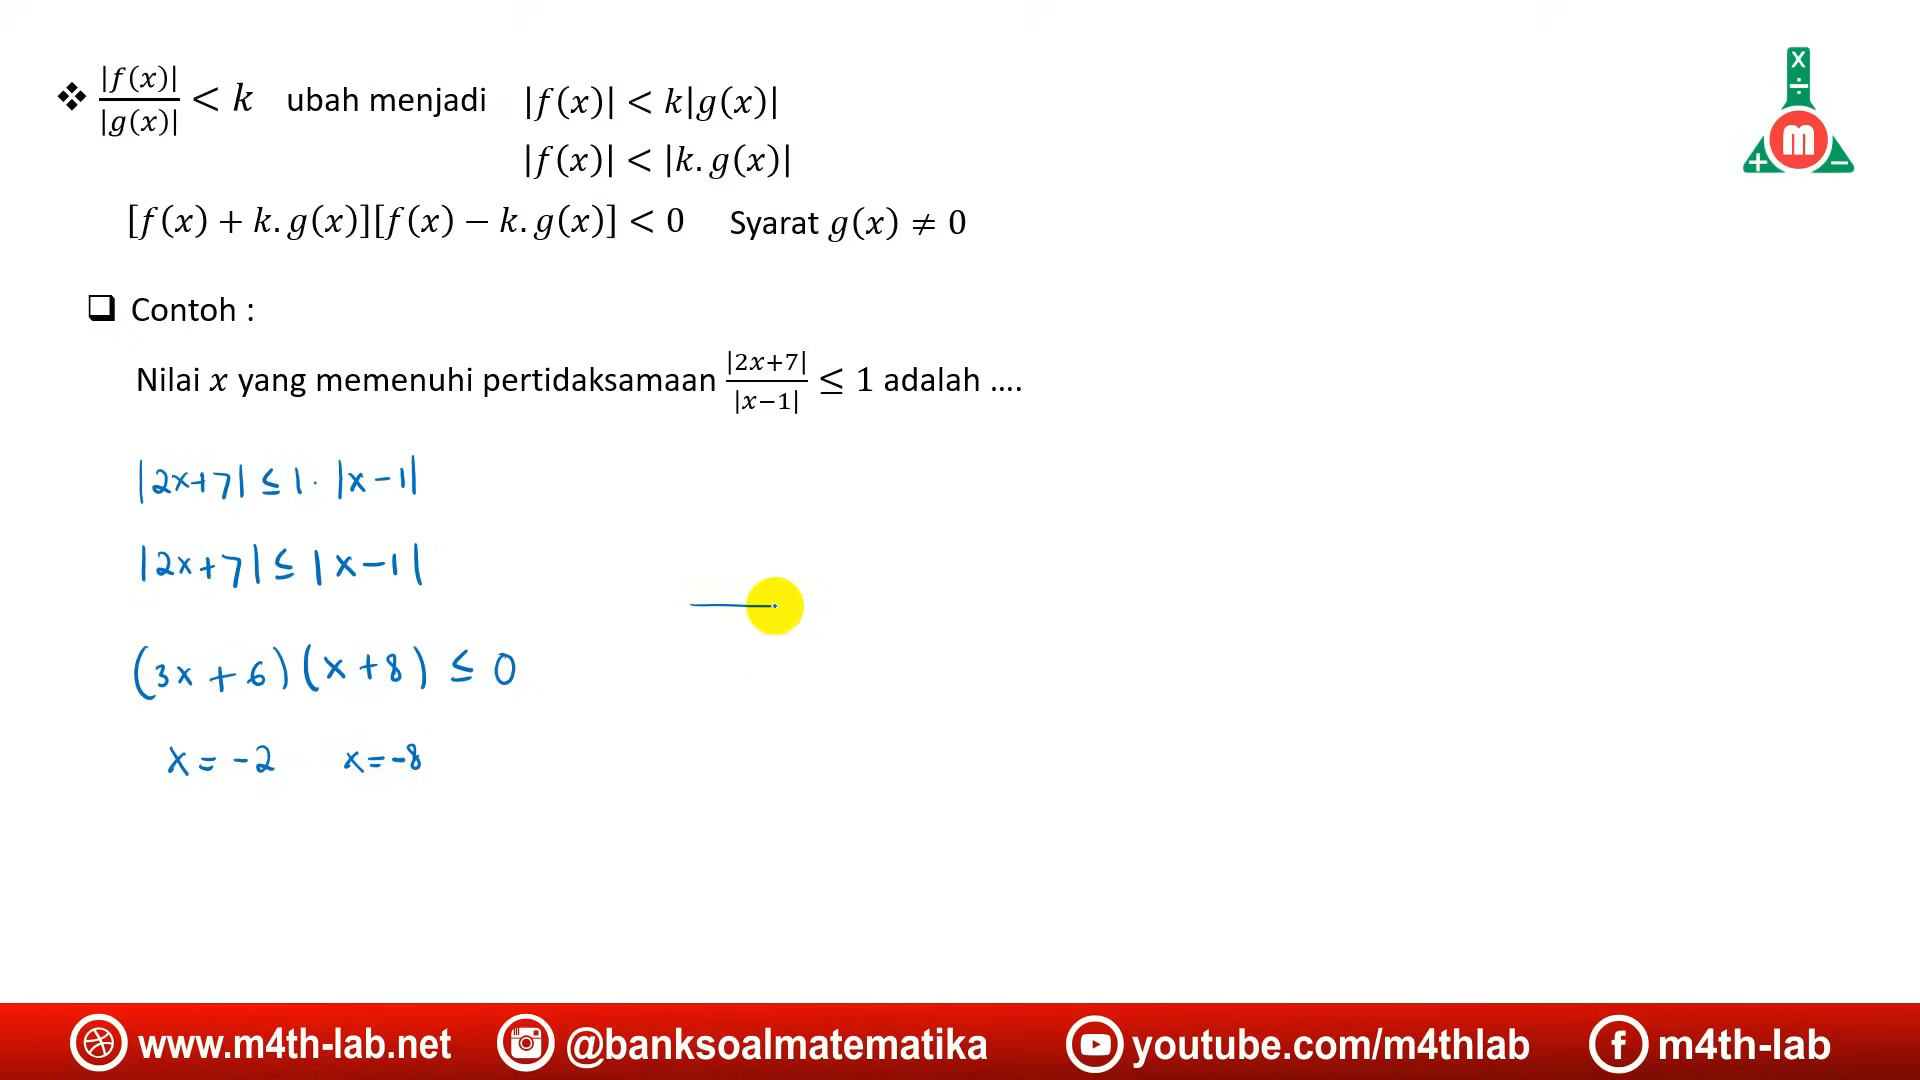 ❖ |f(x)|/|g(x)| < k ubah menjadi |f(x)| < k|g(x)|
|f(x)| < |k. g(x)|
[f(x) + k. g(x)][f(x) − k. g(x)] < 0 Syarat g(x) ≠ 0
❑ Contoh :
Nilai x yang memenuhi pertidaksamaan |2x+7|/|x−1| ≤ 1 adalah ....
|2x+7| ≤ 1 · |x−1|
|2x+7| ≤ |x−1|
(3x+6)(x+8) ≤ 0
x = −2 x = −8
X ÷ m + −
www.m4th-lab.net @banksoalmatematika youtube.com/m4thlab m4th-lab